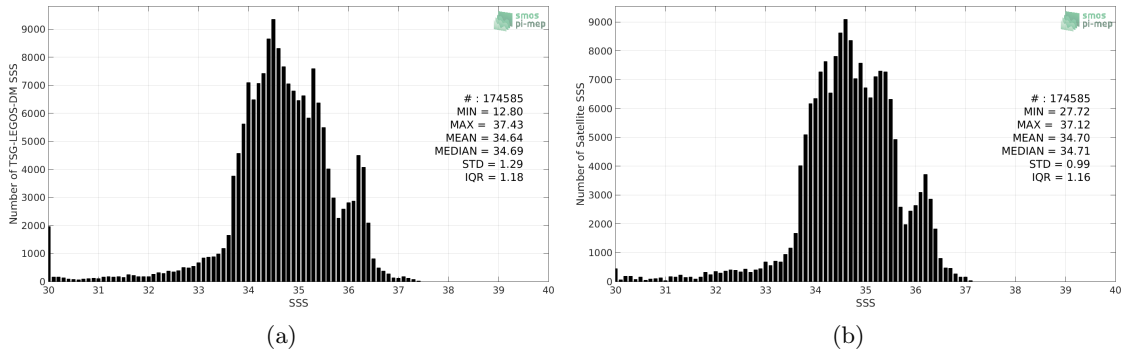 Number of TSG-LEGOS-DM SSS
9000
8000
7000
6000
5000
4000
3000
2000
1000
0
30 31 32 33 34 35 36 37 38 39 40
SSS
smos
pi-mep
# : 174585
MIN = 12.80
MAX = 37.43
MEAN = 34.64
MEDIAN = 34.69
STD = 1.29
IQR = 1.18
(a)
Number of Satellite SSS
9000
8000
7000
6000
5000
4000
3000
2000
1000
0
30 31 32 33 34 35 36 37 38 39 40
SSS
smos
pi-mep
# : 174585
MIN = 27.72
MAX = 37.12
MEAN = 34.70
MEDIAN = 34.71
STD = 0.99
IQR = 1.16
(b)